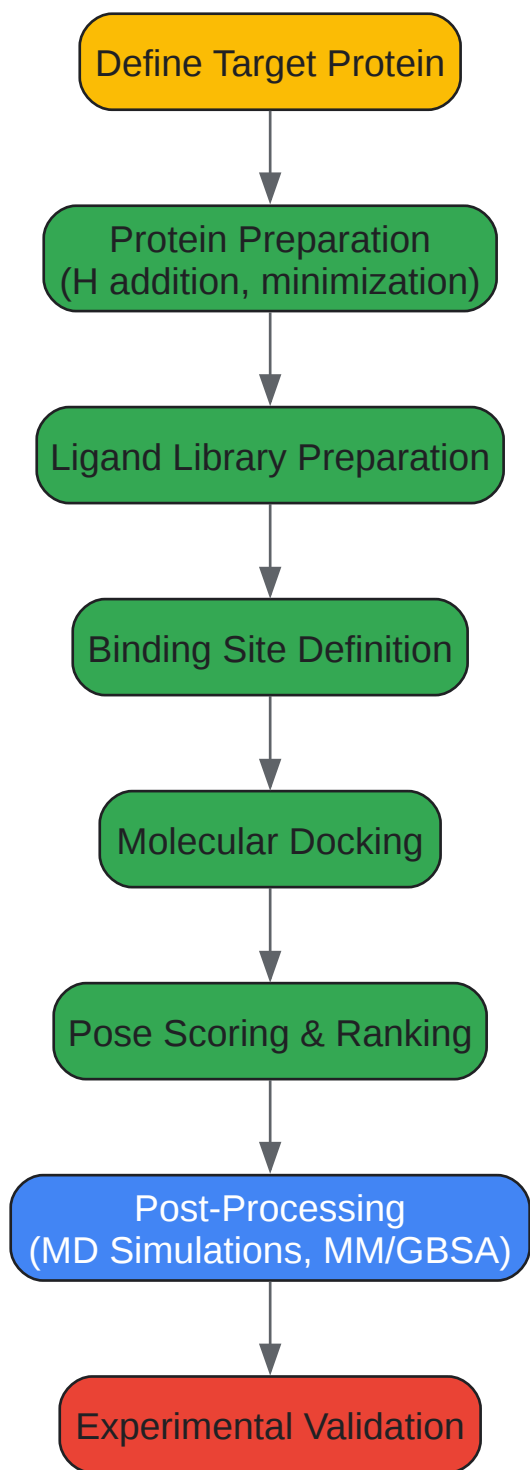 Define Target Protein
Protein Preparation
(H addition, minimization)
Ligand Library Preparation
Binding Site Definition
Molecular Docking
Pose Scoring & Ranking
Post-Processing
(MD Simulations, MM/GBSA)
Experimental Validation